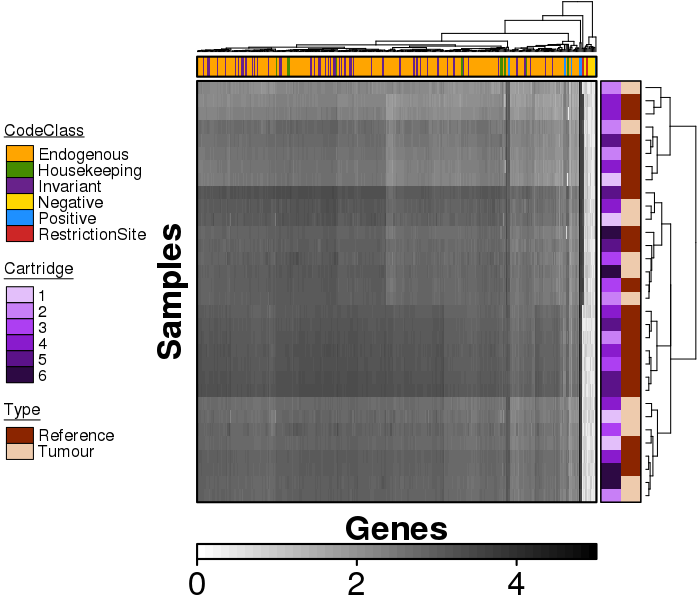 CodeClass
Endogenous
Housekeeping
Invariant
Negative
Positive
RestrictionSite
Cartridge
1
2
3
4
5
6
Type
Reference
Tumour
Samples
Genes
0 2 4